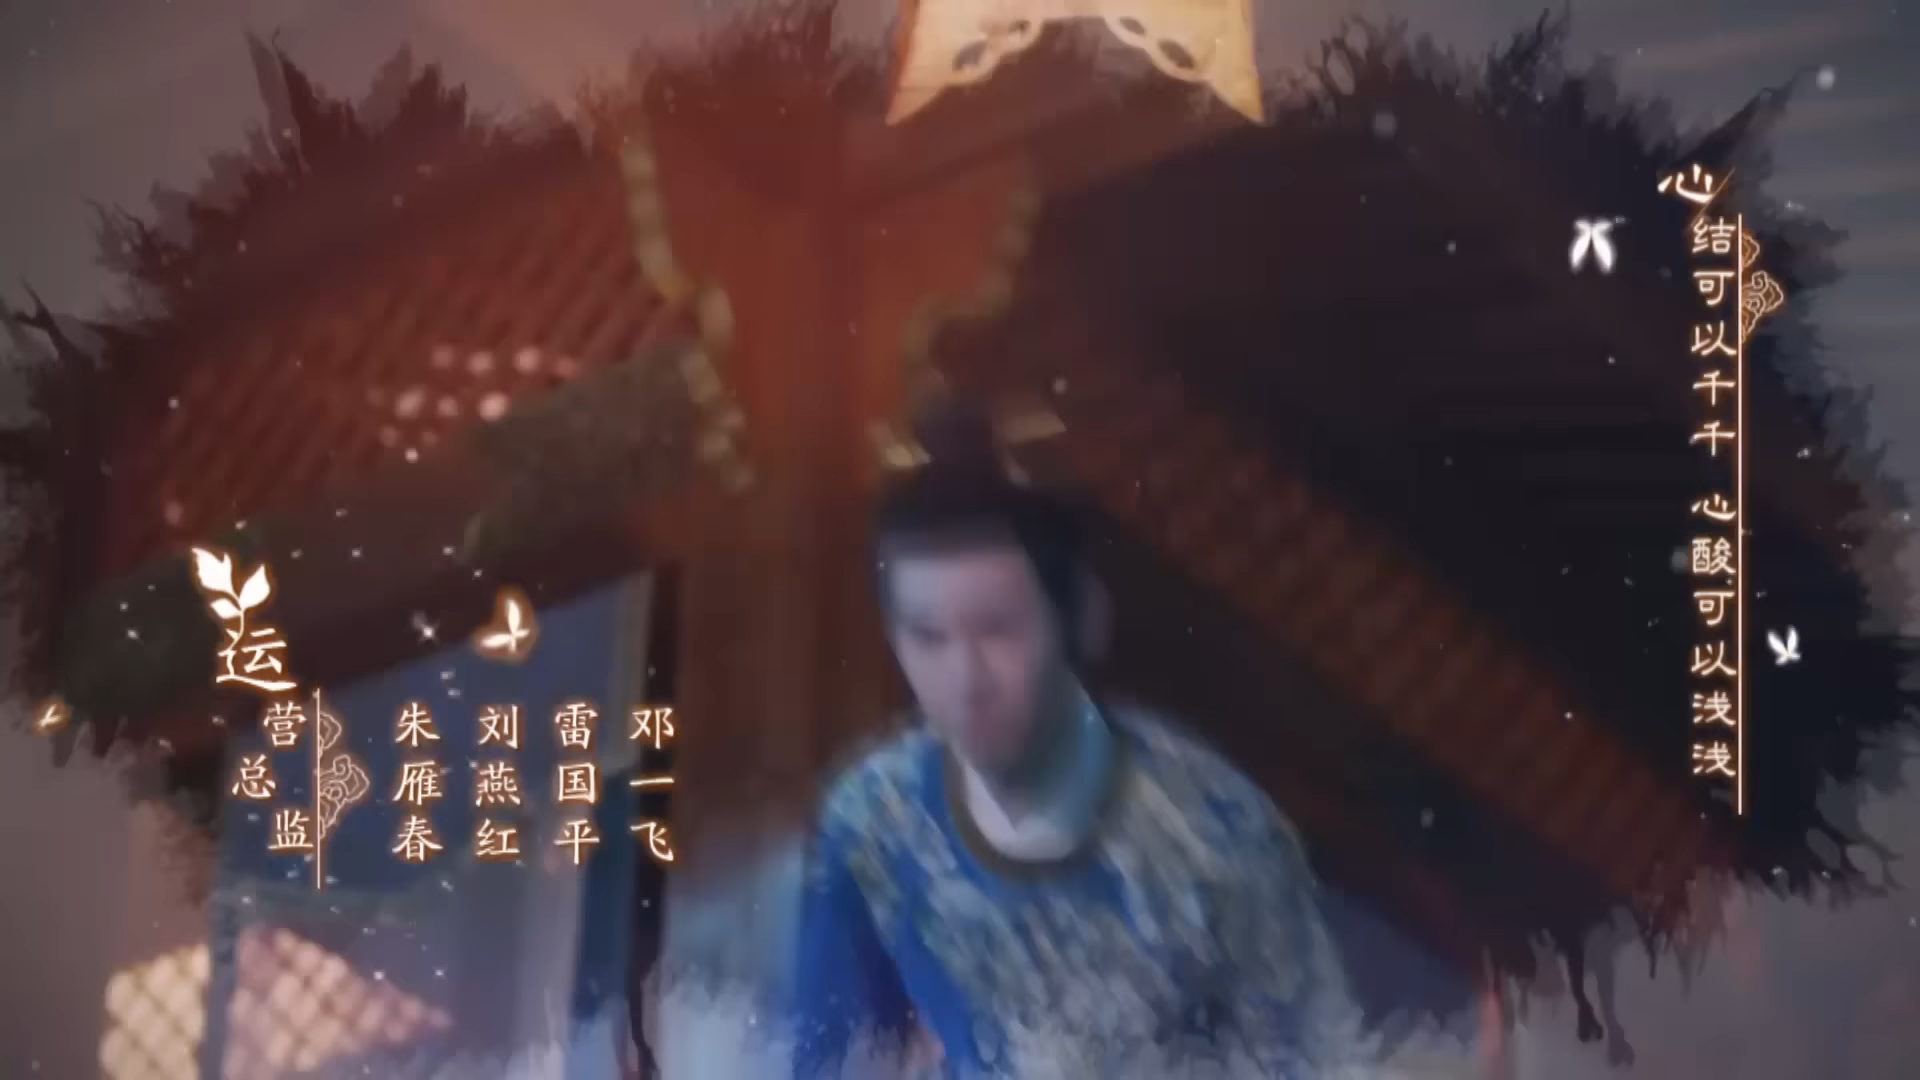 心结可以千千 心酸可以浅浅
运营总监
朱雁春
刘燕红
雷国平
邓一飞